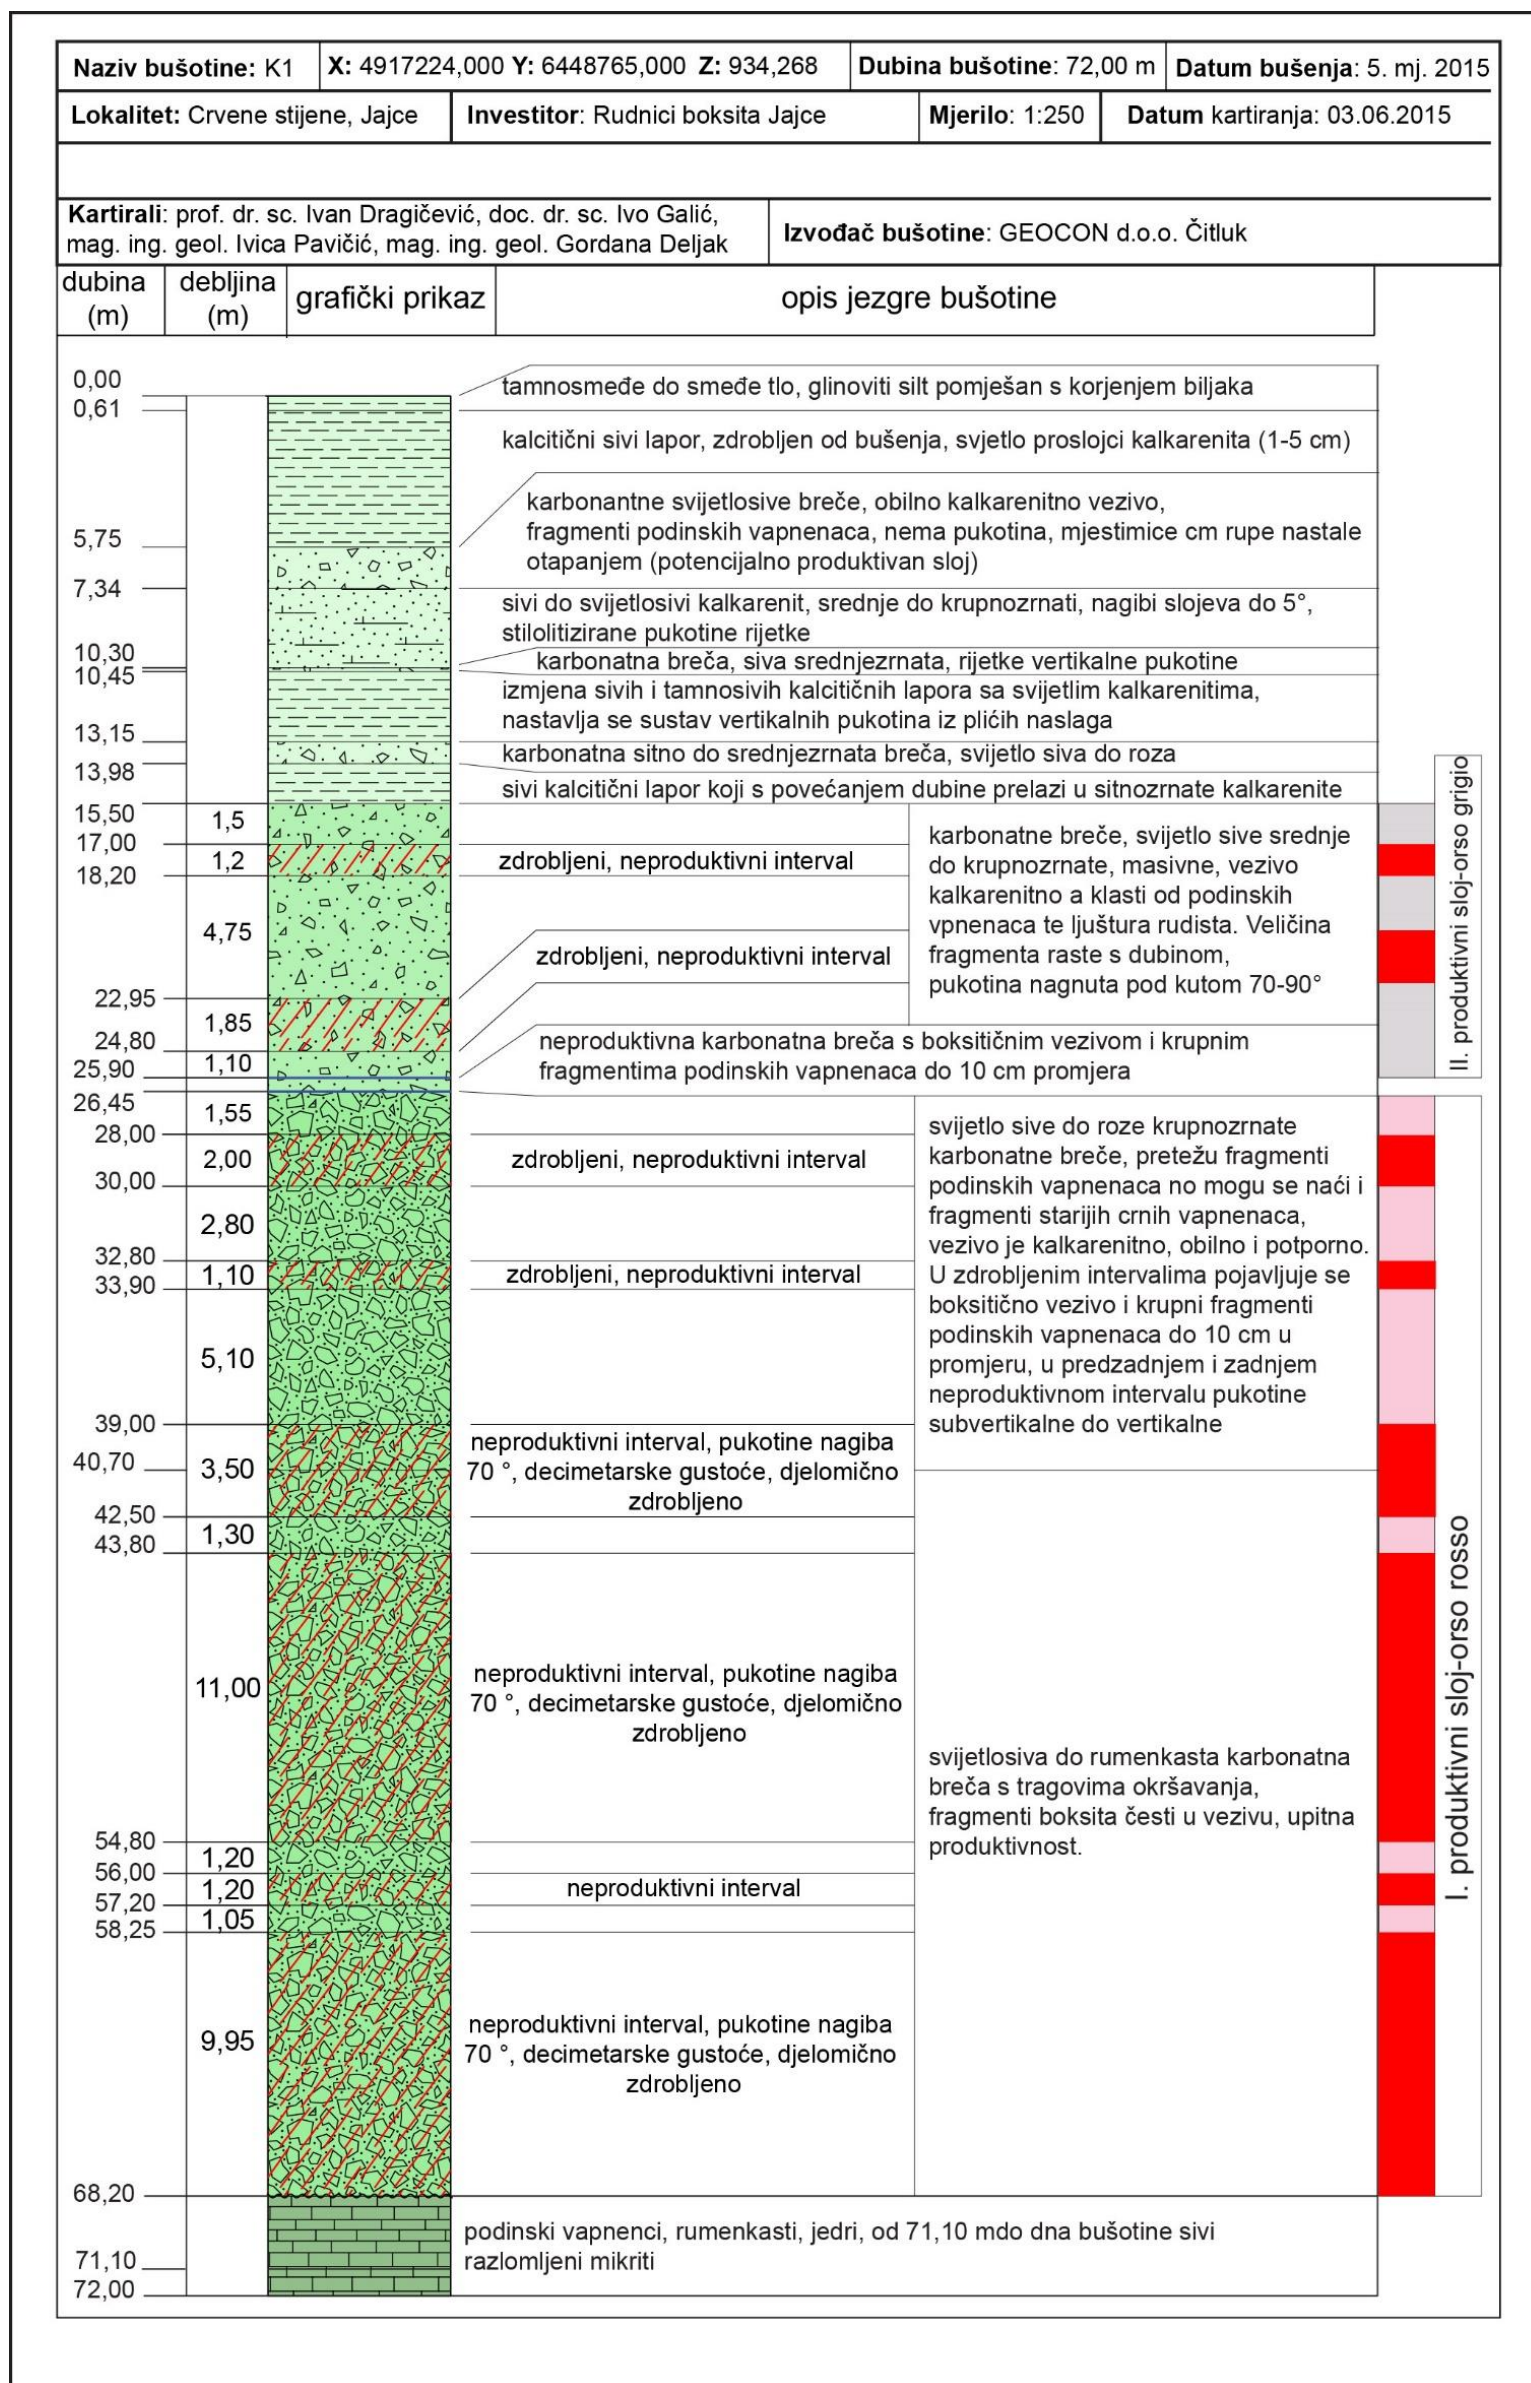 Naziv bušotine: K1
X: 4917224,000 Y: 6448765,000 Z: 934,268
Dubina bušotine: 72,00 m
Datum bušenja: 5. mj. 2015
Lokalitet: Crvene stijene, Jajce
Investitor: Rudnici boksita Jajce
Mjerilo: 1:250
Datum kartiranja: 03.06.2015
Kartirali: prof. dr. sc. Ivan Dragičević, doc. dr. sc. Ivo Galić,
mag. ing. geol. Ivica Pavičić, mag. ing. geol. Gordana Deljak
Izvođač bušotine: GEOCON d.o.o. Čitluk
dubina
(m)
debljina
(m)
grafički prikaz
opis jezgre bušotine
0,00
tamnosmeđe do smeđe tlo, glinoviti silt pomješan s korjenjem biljaka
0,61
kalcitični sivi lapor, zdrobljen od bušenja, svjetlo proslojci kalkarenita (1-5 cm)
karbonantne svijetlosive breče, obilno kalkarenitno vezivo,
fragmenti podinskih vapnenaca, nema pukotina, mjestimice cm rupe nastale
otapanjem (potencijalno produktivan sloj)
5,75
7,34
sivi do svijetlosivi kalkarenit, srednje do krupnozrnati, nagibi slojeva do 5°,
stilolitizirane pukotine rijetke
10,30
karbonatna breča, siva srednjezrnata, rijetke vertikalne pukotine
10,45
izmjena sivih i tamnosivih kalcitičnih lapora sa svijetlim kalkarenitima,
nastavlja se sustav vertikalnih pukotina iz plićih naslaga
13,15
karbonatna sitno do srednjezrnata breča, svijetlo siva do roza
13,98
sivi kalcitični lapor koji s povećanjem dubine prelazi u sitnozrnate kalkarenite
15,50
1,5
17,00
1,2
zdrobljeni, neproduktivni interval
18,20
4,75
zdrobljeni, neproduktivni interval
karbonatne breče, svijetlo sive srednje
do krupnozrnate, masivne, vezivo
kalkarenitno a klasti od podinskih
vpnenaca te ljuštura rudista. Veličina
fragmenta raste s dubinom,
pukotina nagnuta pod kutom 70-90°
II. produktivni sloj-orso grigio
22,95
1,85
24,80
1,10
25,90
neproduktivna karbonatna breča s boksitičnim vezivom i krupnim
fragmentima podinskih vapnenaca do 10 cm promjera
26,45
1,55
28,00
2,00
zdrobljeni, neproduktivni interval
30,00
2,80
32,80
1,10
zdrobljeni, neproduktivni interval
33,90
5,10
svijetlo sive do roze krupnozrnate
karbonatne breče, pretežu fragmenti
podinskih vapnenaca no mogu se naći i
fragmenti starijih crnih vapnenaca,
vezivo je kalkarenitno, obilno i potporno.
U zdrobljenim intervalima pojavljuje se
boksitično vezivo i krupni fragmenti
podinskih vapnenaca do 10 cm u
promjeru, u predzadnjem i zadnjem
neproduktivnom intervalu pukotine
subvertikalne do vertikalne
39,00
40,70
3,50
neproduktivni interval, pukotine nagiba
70 °, decimetarske gustoće, djelomično
zdrobljeno
42,50
1,30
43,80
11,00
neproduktivni interval, pukotine nagiba
70 °, decimetarske gustoće, djelomično
zdrobljeno
svijetlosiva do rumenkasta karbonatna
breča s tragovima okršavanja,
fragmenti boksita česti u vezivu, upitna
produktivnost.
I. produktivni sloj-orso rosso
54,80
1,20
56,00
1,20
neproduktivni interval
57,20
1,05
58,25
9,95
neproduktivni interval, pukotine nagiba
70 °, decimetarske gustoće, djelomično
zdrobljeno
68,20
podinski vapnenci, rumenkasti, jedri, od 71,10 mdo dna bušotine sivi
razlomljeni mikriti
71,10
72,00